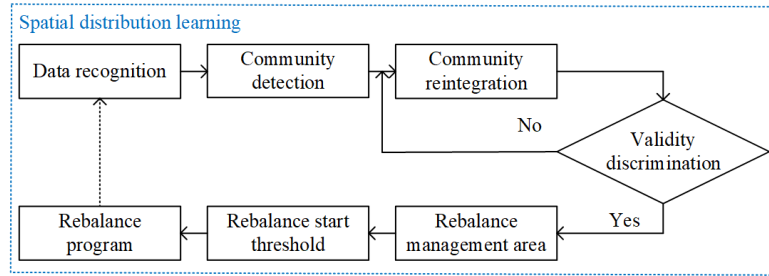 Spatial distribution learning
Data recognition
Community
detection
Community
reintegration
No
Validity
discrimination
Yes
Rebalance
program
Rebalance start
threshold
Rebalance
management area